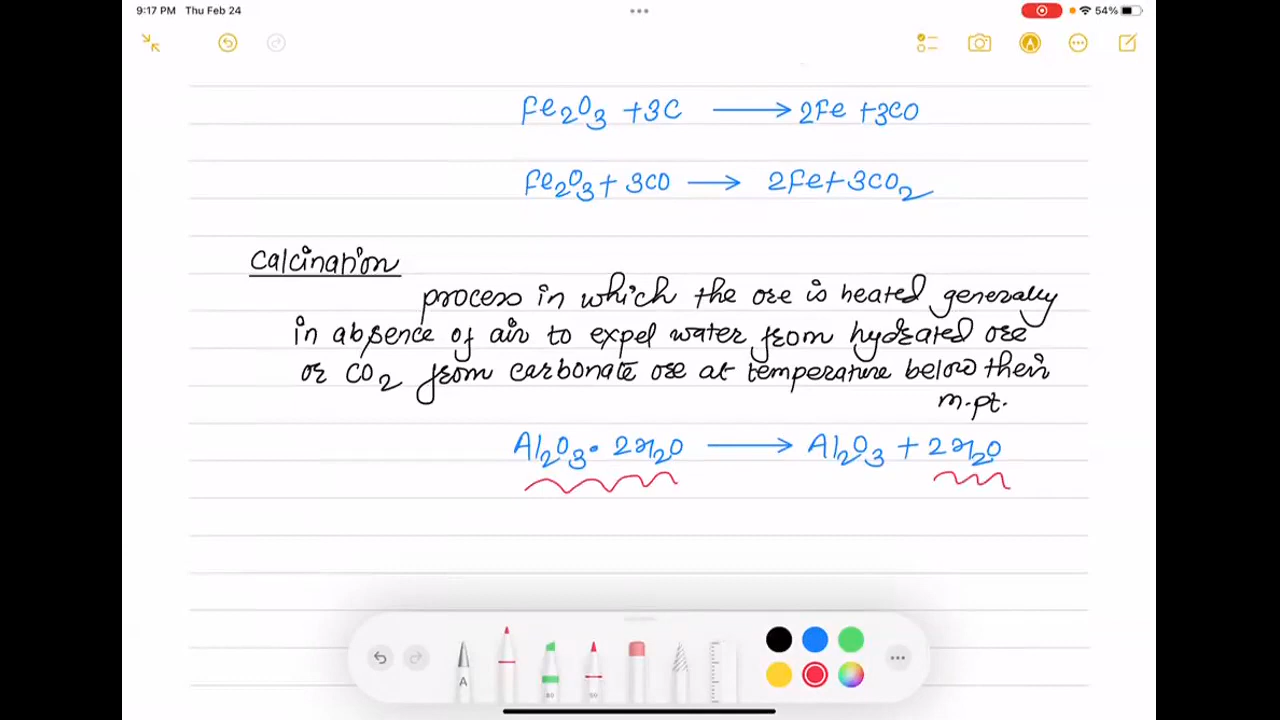 9:17 PM Thu Feb 24
54%
Fe₂O₃ +3C ⟶ 2Fe +3CO
Fe₂O₃ + 3CO ⟶ 2Fe + 3CO₂
Calcination
process in which the ore is heated generally
in absence of air to expel water from hydrated ore
or CO₂ from carbonate ore at temperature below their
m.pt.
Al₂O₃ · 2H₂O ⟶ Al₂O₃ + 2H₂O
A
80
50